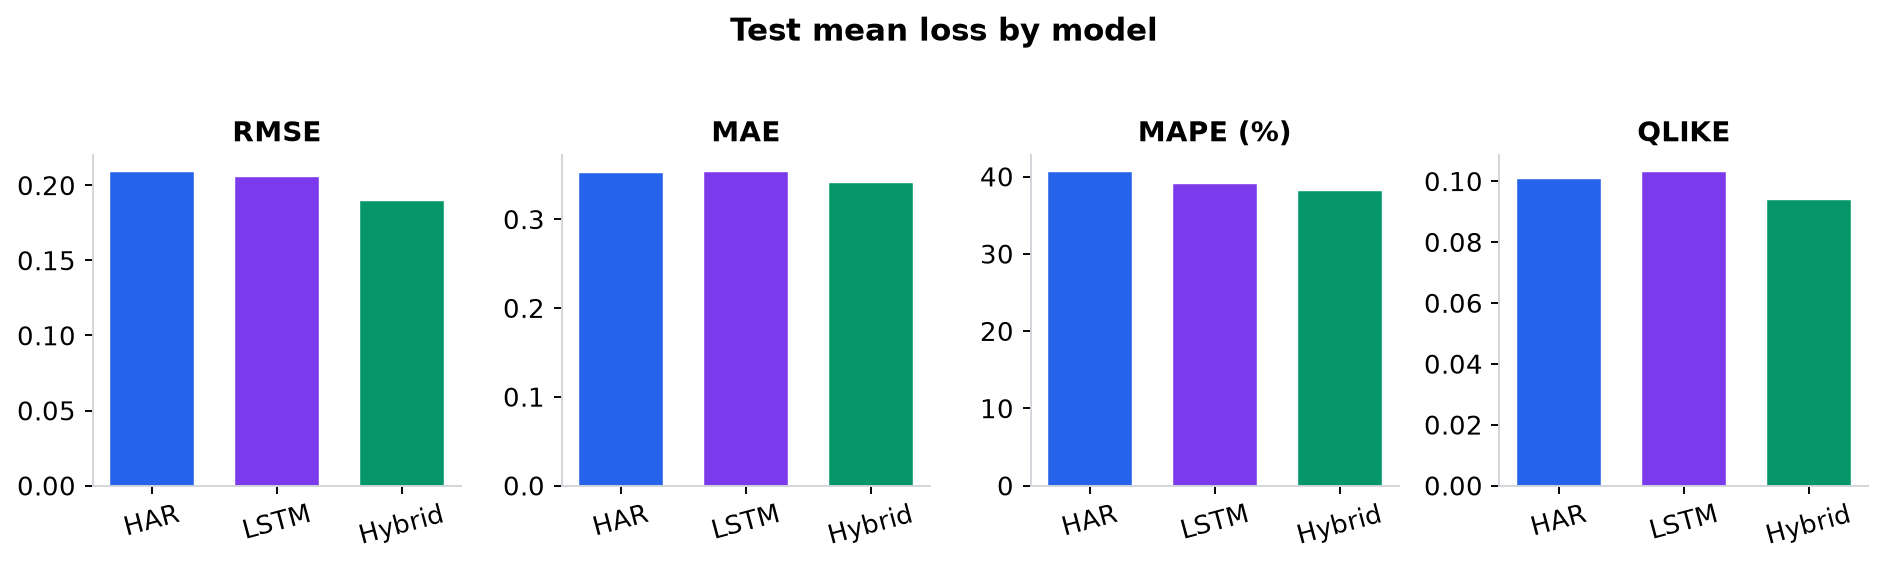 Test mean loss by model
RMSE
0.20
0.15
0.10
0.05
0.00
HAR
LSTM
Hybrid
MAE
0.3
0.2
0.1
0.0
HAR
LSTM
Hybrid
MAPE (%)
40
30
20
10
0
HAR
LSTM
Hybrid
QLIKE
0.10
0.08
0.06
0.04
0.02
0.00
HAR
LSTM
Hybrid